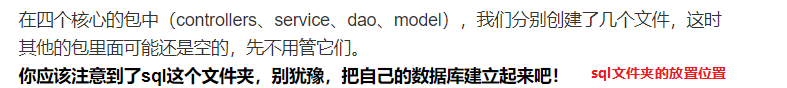 在四个核心的包中（controllers、service、dao、model），我们分别创建了几个文件，这时
其他的包里面可能还是空的，先不用管它们。
你应该注意到了sql这个文件夹，别犹豫，把自己的数据库建立起来吧！ sql文件夹的放置位置